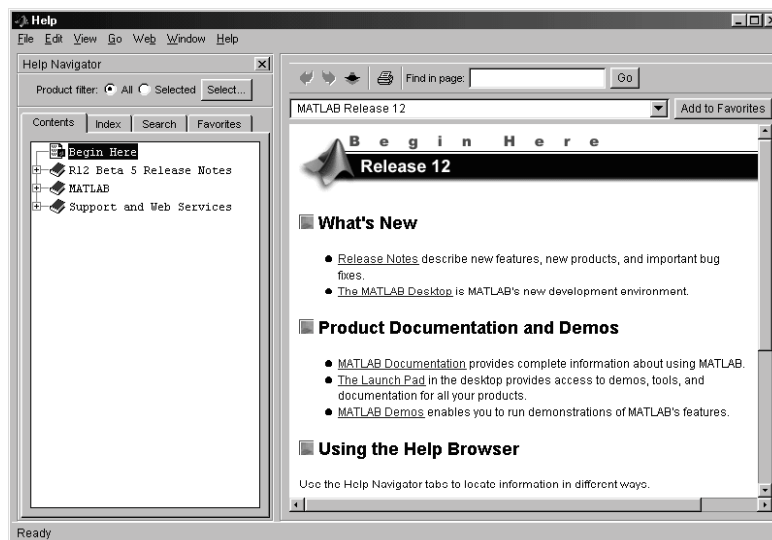 Help
File Edit View Go Web Window Help
Help Navigator
Product filter: All Selected Select...
Contents Index Search Favorites
Begin Here
R12 Beta 5 Release Notes
MATLAB
Support and Web Services
Find in page: Go
MATLAB Release 12 Add to Favorites
Begin Here
Release 12
What's New
Release Notes describe new features, new products, and important bug
fixes.
The MATLAB Desktop is MATLAB's new development environment.
Product Documentation and Demos
MATLAB Documentation provides complete information about using MATLAB.
The Launch Pad in the desktop provides access to demos, tools, and
documentation for all your products.
MATLAB Demos enables you to run demonstrations of MATLAB's features.
Using the Help Browser
Use the Help Navigator tabs to locate information in different ways.
Ready